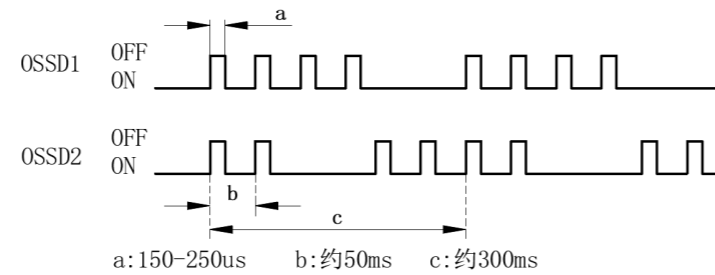 a
OSSD1 OFF
ON
OSSD2 OFF
ON
b
c
a:150-250us b:约50ms c:约300ms